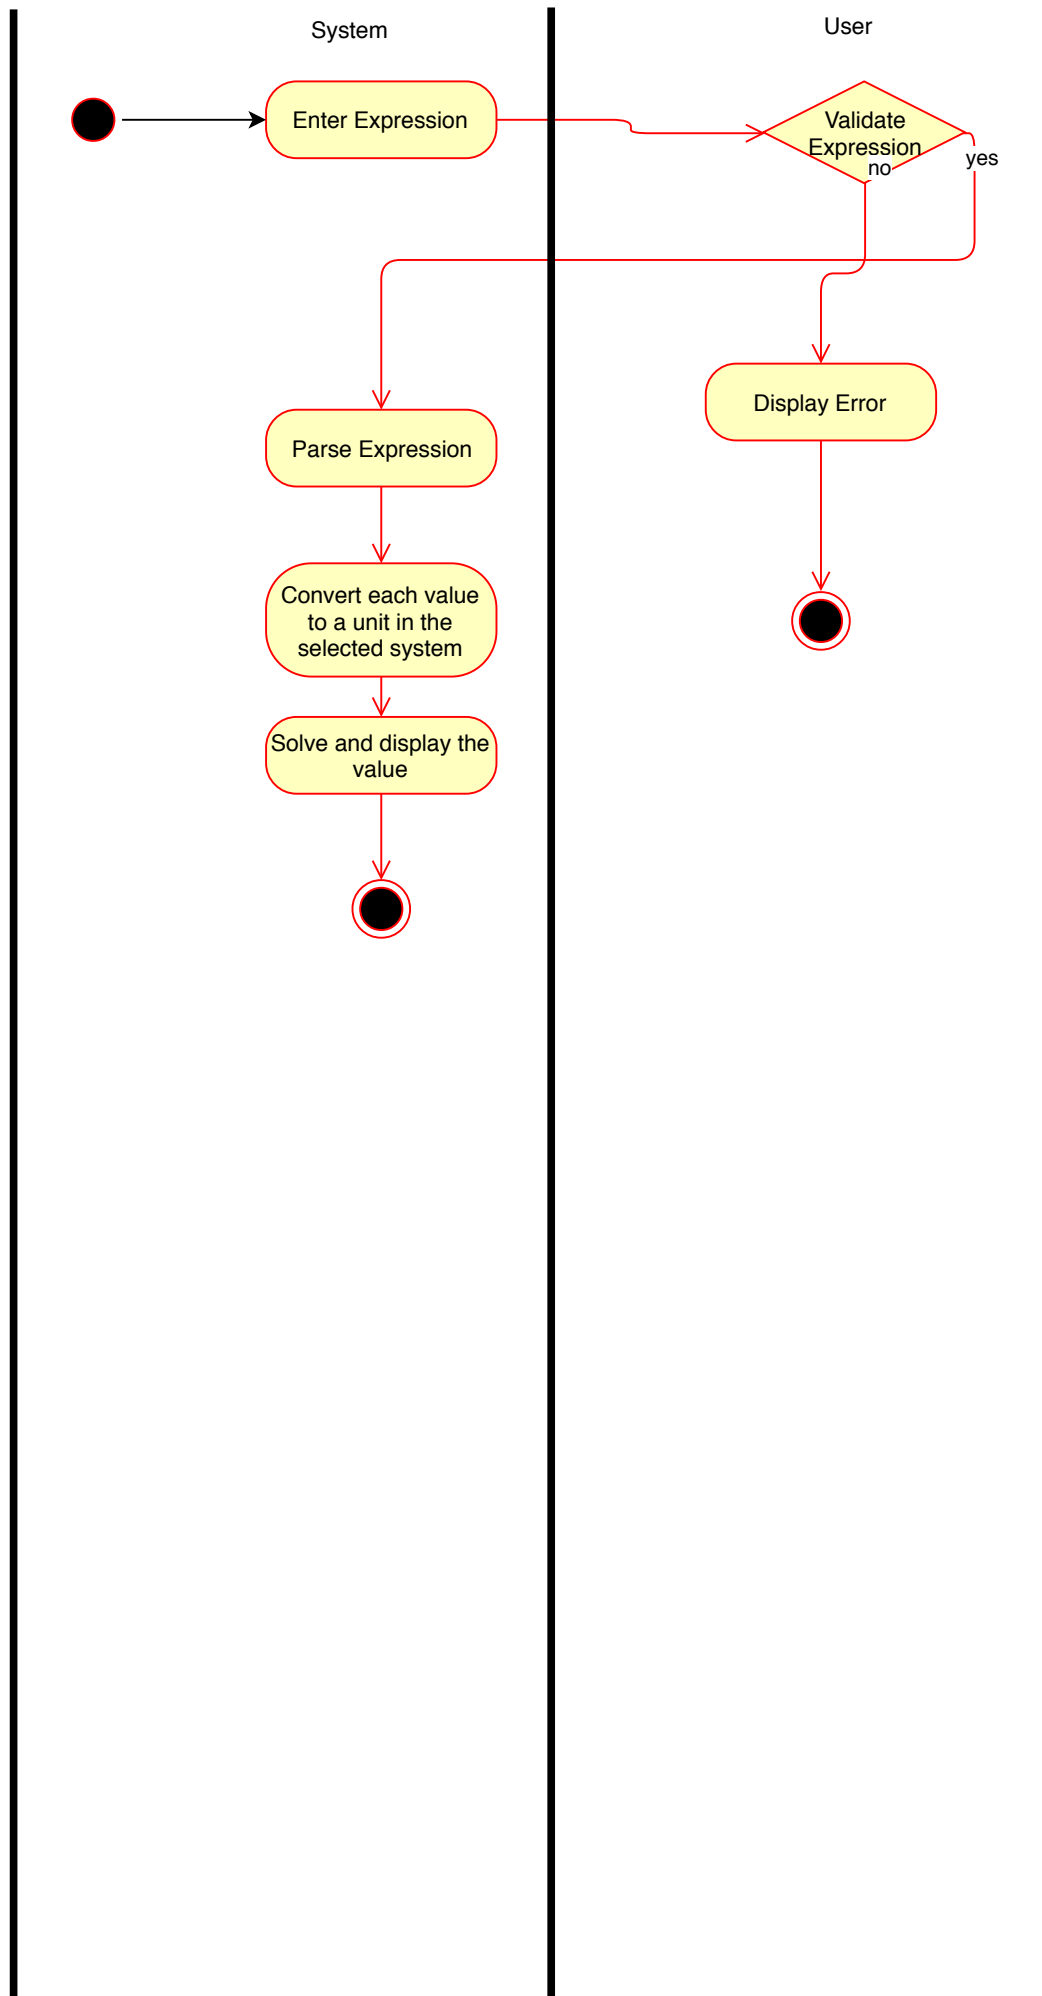 System
User
Enter Expression
Validate
Expression
no
yes
Display Error
Parse Expression
Convert each value
to a unit in the
selected system
Solve and display the
value